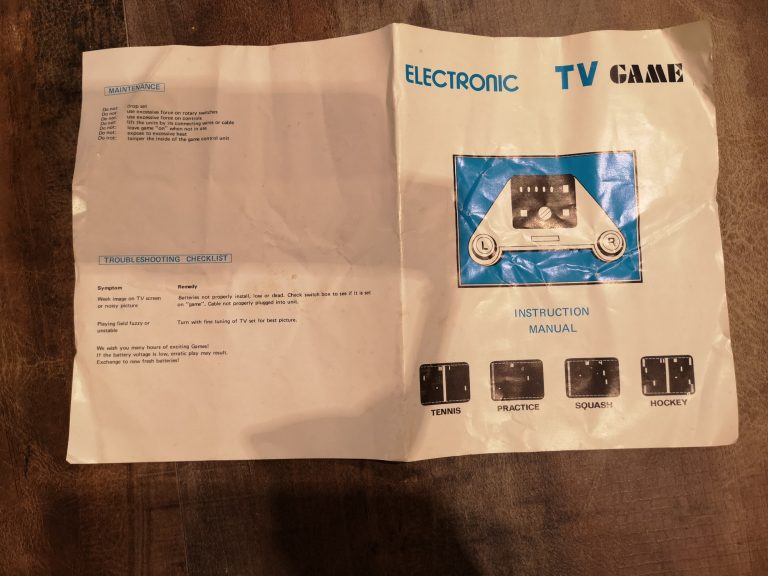 MAINTENANCE
Do not: drop set
Do not: use excessive force on rotary switches
Do not: use excessive force on controls
Do not: lift the units by its connecting wires or cable
Do not: leave game "on" when not in use
Do not: expose to excessive heat
Do not: tamper the inside of the game control unit
TROUBLESHOOTING CHECKLIST
Symptom Remedy
Week image on TV screen Batteries not properly install, low or dead. Check switch box to see if it is set
or noisy picture on "game". Cable not properly plugged into unit.
Playing field fuzzy or Turn with fine tuning of TV set for best picture.
unstable
We wish you many hours of exciting Games!
If the battery voltage is low, erratic play may result.
Exchange to new fresh batteries!
ELECTRONIC TV GAME
L R
INSTRUCTION
MANUAL
TENNIS PRACTICE SQUASH HOCKEY